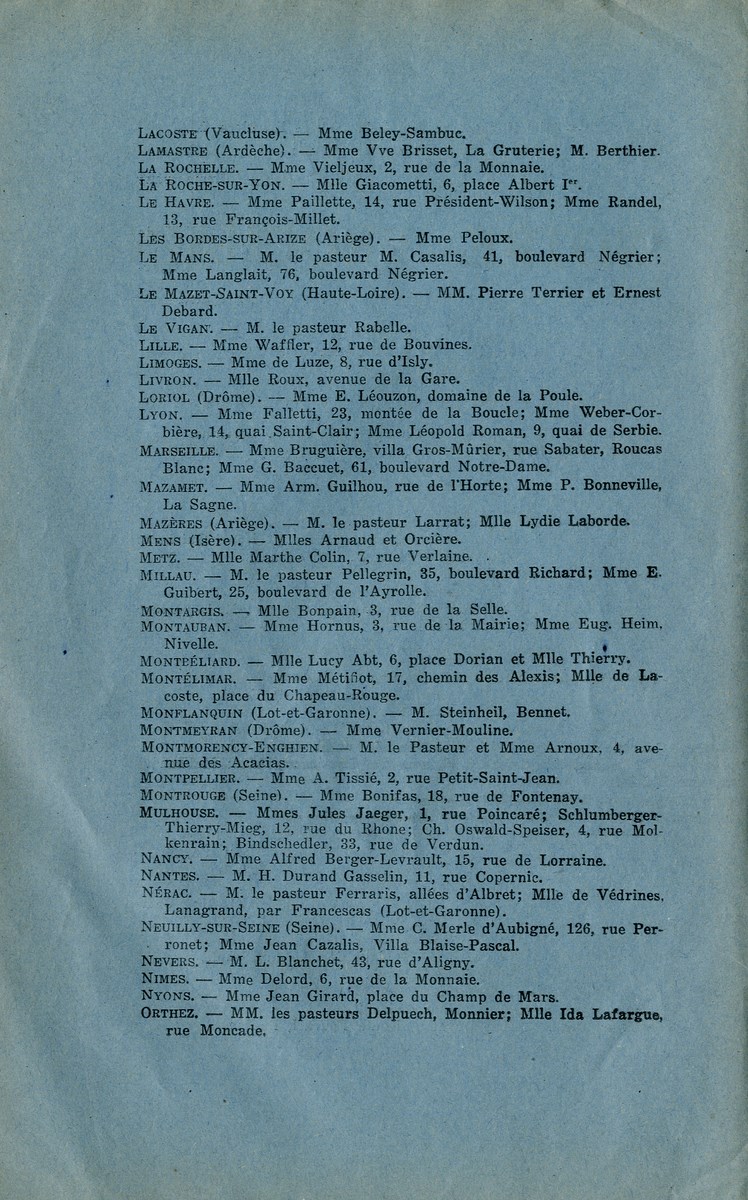 LACOSTE (Vaucluse). — Mme Beley-Sambuc.
LAMASTRE (Ardèche). — Mme Vve Brisset, La Gruterie; M. Berthier.
LA ROCHELLE. — Mme Vieljeux, 2, rue de la Monnaie.
LA ROCHE-SUR-YON. — Mlle Giacometti, 6, place Albert Ier.
LE HAVRE. — Mme Paillette, 14, rue Président-Wilson; Mme Randel,
13, rue François-Millet.
LES BORDES-SUR-ARIZE (Ariège). — Mme Peloux.
LE MANS. — M. le pasteur M. Casalis, 41, boulevard Négrier;
Mme Langlait, 76, boulevard Négrier.
LE MAZET-SAINT-VOY (Haute-Loire). — MM. Pierre Terrier et Ernest
Debard.
LE VIGAN. — M. le pasteur Rabelle.
LILLE. — Mme Waffler, 12, rue de Bouvines.
LIMOGES. — Mme de Luze, 8, rue d'Isly.
LIVRON. — Mlle Roux, avenue de la Gare.
LORIOL (Drôme). — Mme E. Léouzon, domaine de la Poule.
LYON. — Mme Falletti, 23, montée de la Boucle; Mme Weber-Cor-
bière, 14, quai Saint-Clair; Mme Léopold Roman, 9, quai de Serbie.
MARSEILLE. — Mme Bruguière, villa Gros-Mûrier, rue Sabater, Roucas
Blanc; Mme G. Baccuet, 61, boulevard Notre-Dame.
MAZAMET. — Mme Arm. Guilhou, rue de l'Horte; Mme P. Bonneville,
La Sagne.
MAZÈRES (Ariège). — M. le pasteur Larrat; Mlle Lydie Laborde.
MENS (Isère). — Mlles Arnaud et Orcière.
METZ. — Mlle Marthe Colin, 7, rue Verlaine.
MILLAU. — M. le pasteur Pellegrin, 35, boulevard Richard; Mme E.
Guibert, 25, boulevard de l'Ayrolle.
MONTARGIS. — Mlle Bonpain, 3, rue de la Selle.
MONTAUBAN. — Mme Hornus, 3, rue de la Mairie; Mme Eug. Heim,
Nivelle.
MONTBÉLIARD. — Mlle Lucy Abt, 6, place Dorian et Mlle Thierry.
MONTÉLIMAR. — Mme Métifiot, 17, chemin des Alexis; Mlle de La-
coste, place du Chapeau-Rouge.
MONFLANQUIN (Lot-et-Garonne). — M. Steinheil, Bennet.
MONTMEYRAN (Drôme). — Mme Vernier-Mouline.
MONTMORENCY-ENGHIEN. — M. le Pasteur et Mme Arnoux, 4, ave-
nue des Acacias.
MONTPELLIER. — Mme A. Tissié, 2, rue Petit-Saint-Jean.
MONTROUGE (Seine). — Mme Bonifas, 18, rue de Fontenay.
MULHOUSE. — Mmes Jules Jaeger, 1, rue Poincaré; Schlumberger-
Thierry-Mieg, 12, rue du Rhone; Ch. Oswald-Speiser, 4, rue Mol-
kenrain; Bindschedler, 33, rue de Verdun.
NANCY. — Mme Alfred Berger-Levrault, 15, rue de Lorraine.
NANTES. — M. H. Durand Gasselin, 11, rue Copernic.
NÉRAC. — M. le pasteur Ferraris, allées d'Albret; Mlle de Védrines,
Lanagrand, par Francescas (Lot-et-Garonne).
NEUILLY-SUR-SEINE (Seine). — Mme C. Merle d'Aubigné, 126, rue Per-
ronet; Mme Jean Cazalis, Villa Blaise-Pascal.
NEVERS. — M. L. Blanchet, 43, rue d'Aligny.
NIMES. — Mme Delord, 6, rue de la Monnaie.
NYONS. — Mme Jean Girard, place du Champ de Mars.
ORTHEZ. — MM. les pasteurs Delpuech, Monnier; Mlle Ida Lafargue,
rue Moncade.